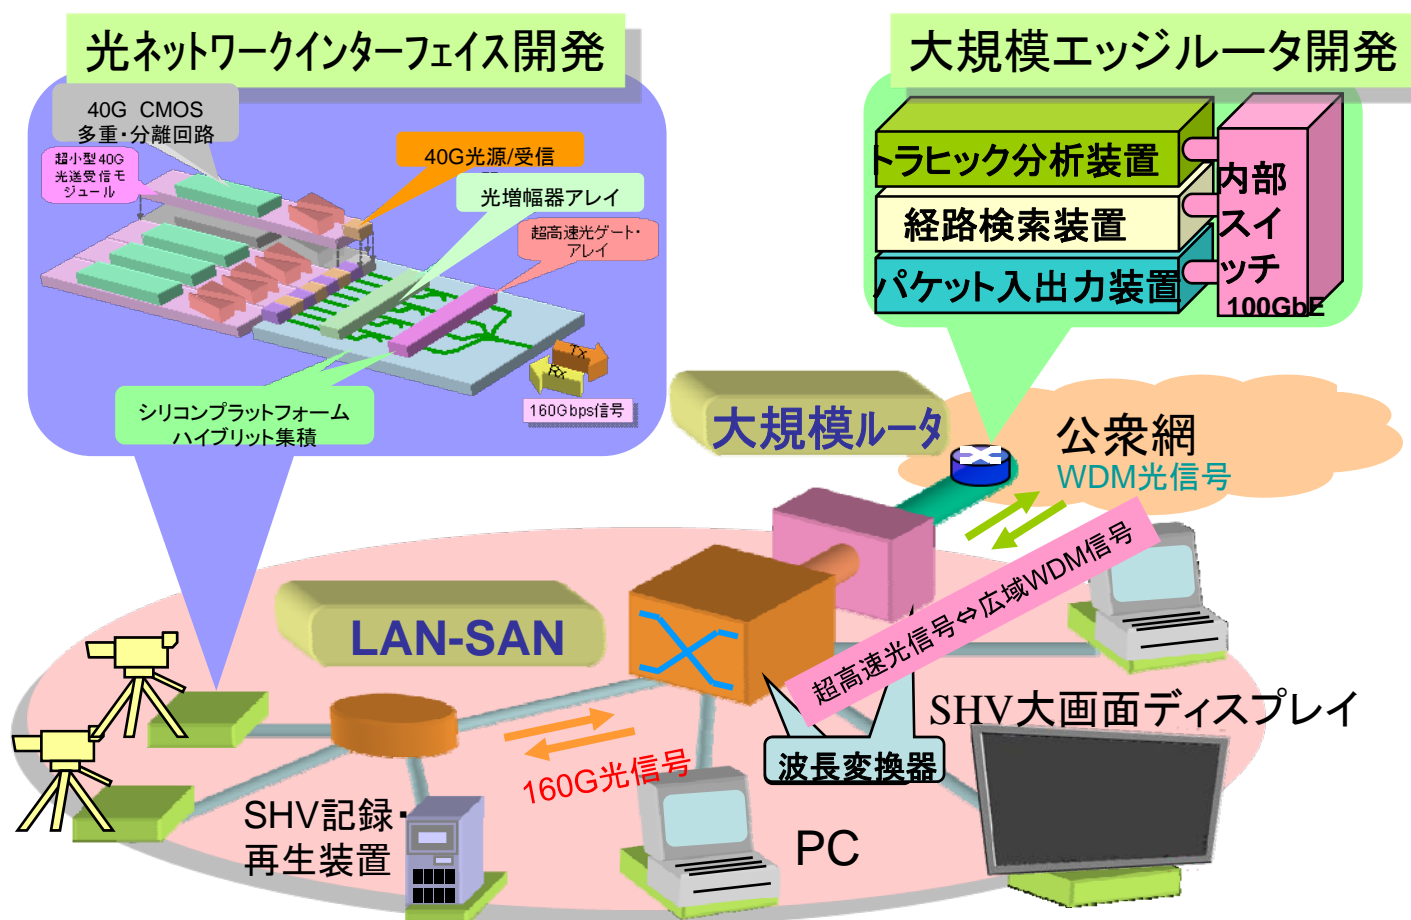 光ネットワークインターフェイス開発
大規模エッジルータ開発
40G CMOS
多重・分離回路
超小型40G
光送受信モ
ジュール
40G光源/受信
光増幅器アレイ
超高速光ゲート・
アレイ
Tx
Rx
160Gbps信号
シリコンプラットフォーム
ハイブリット集積
トラヒック分析装置
経路検索装置
パケット入出力装置
内部
スイ
ッチ
100GbE
大規模ルータ
公衆網
WDM光信号
超高速光信号⇔広域WDM信号
LAN-SAN
SHV大画面ディスプレイ
波長変換器
160G光信号
SHV記録・
再生装置
PC